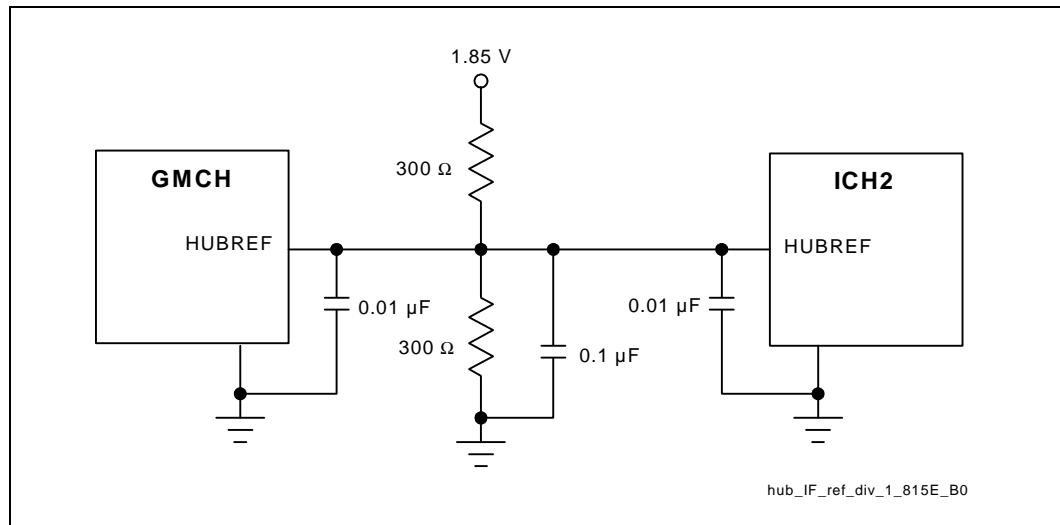 1.85 V
300 Ω
GMCH
ICH2
HUBREF
HUBREF
0.01 µF
0.01 µF
300 Ω
0.1 µF
hub_IF_ref_div_1_815E_B0